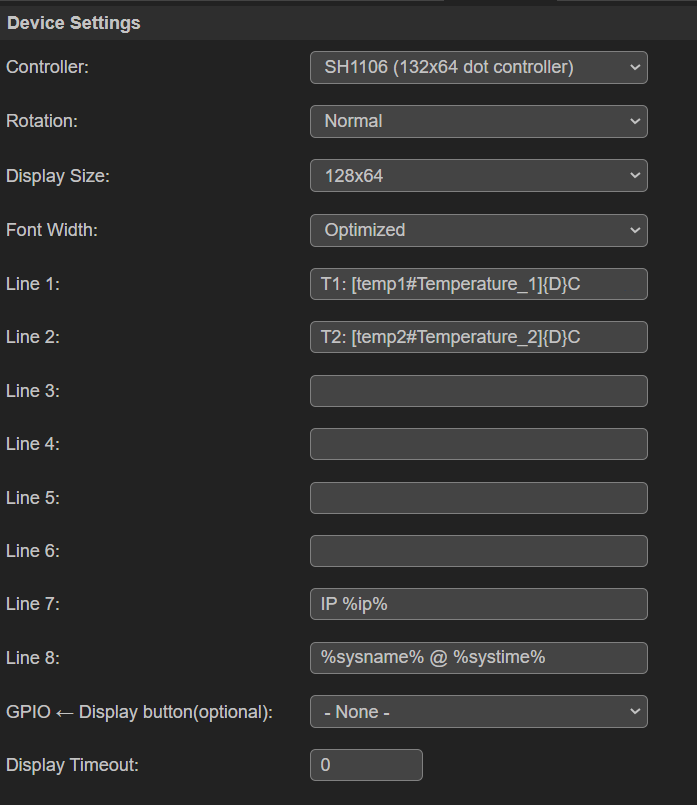 Device Settings
Controller: SH1106 (132x64 dot controller)
Rotation: Normal
Display Size: 128x64
Font Width: Optimized
Line 1: T1: [temp1#Temperature_1]{D}C
Line 2: T2: [temp2#Temperature_2]{D}C
Line 3:
Line 4:
Line 5:
Line 6:
Line 7: IP %ip%
Line 8: %sysname% @ %systime%
GPIO ← Display button(optional): - None -
Display Timeout: 0